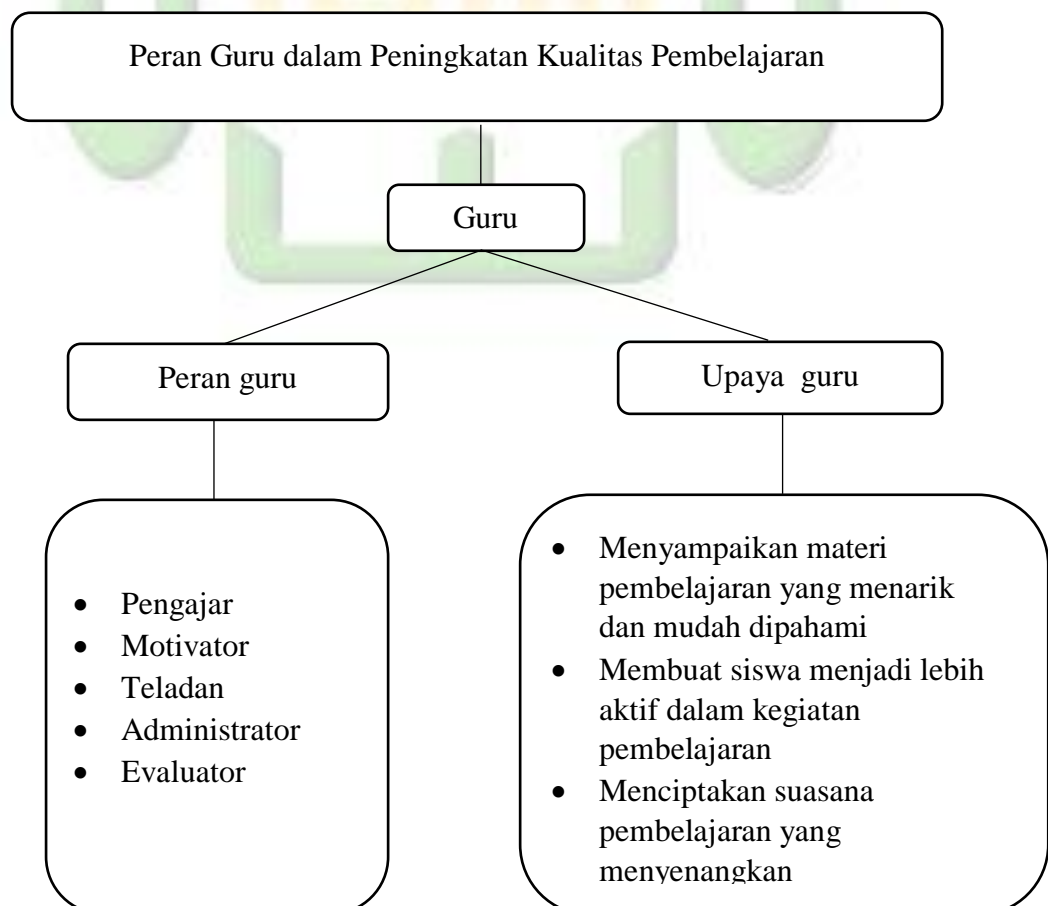 Peran Guru dalam Peningkatan Kualitas Pembelajaran
Guru
Peran guru
Upaya guru
• Pengajar
• Motivator
• Teladan
• Administrator
• Evaluator
• Menyampaikan materi
pembelajaran yang menarik
dan mudah dipahami
• Membuat siswa menjadi lebih
aktif dalam kegiatan
pembelajaran
• Menciptakan suasana
pembelajaran yang
menyenangkan